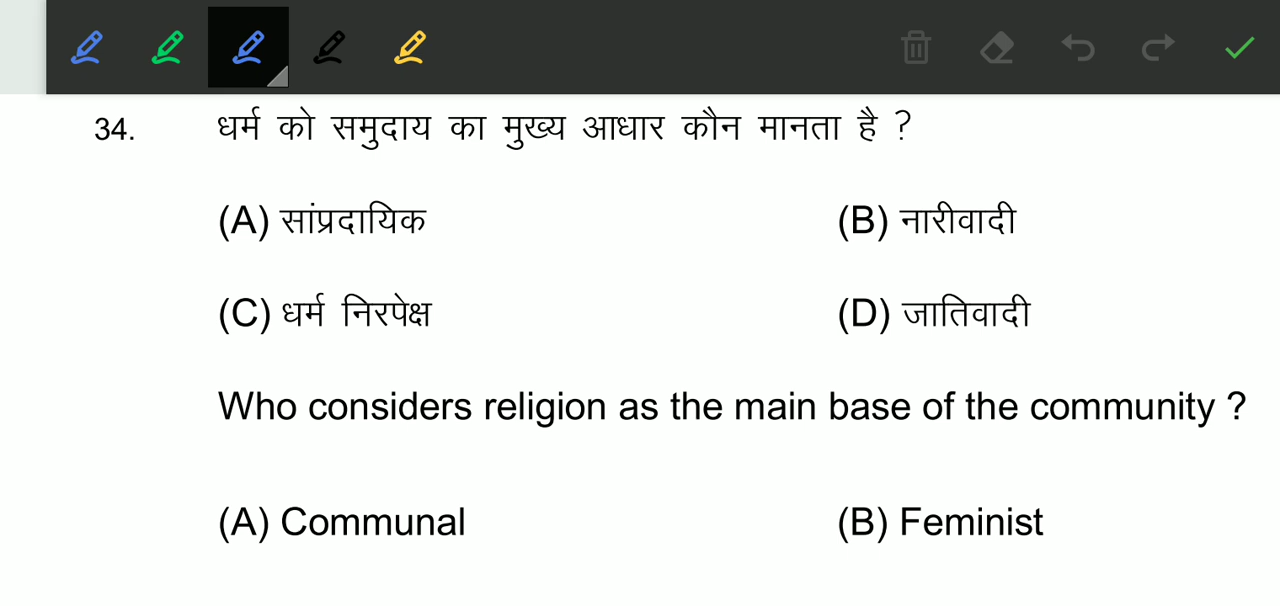 34. धर्म को समुदाय का मुख्य आधार कौन मानता है ?
(A) सांप्रदायिक (B) नारीवादी
(C) धर्म निरपेक्ष (D) जातिवादी
Who considers religion as the main base of the community ?
(A) Communal (B) Feminist